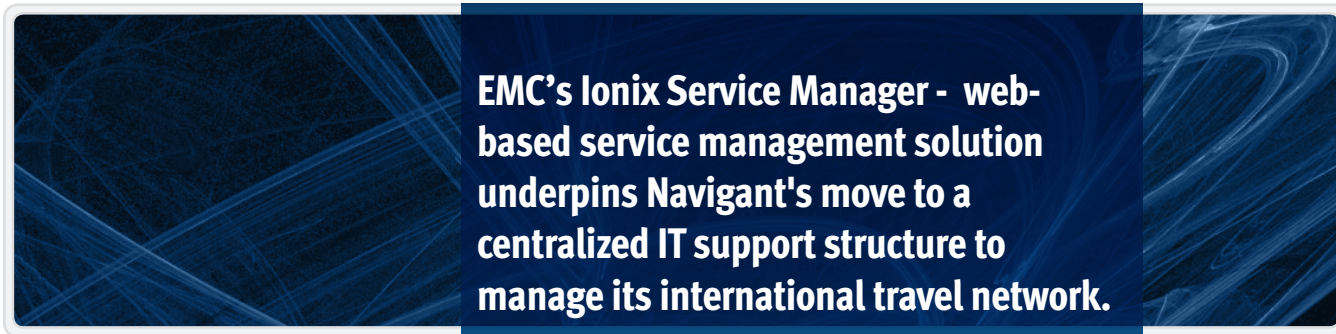 EMC’s Ionix Service Manager -  web-
based service management solution
underpins Navigant's move to a
centralized IT support structure to
manage its international travel network.